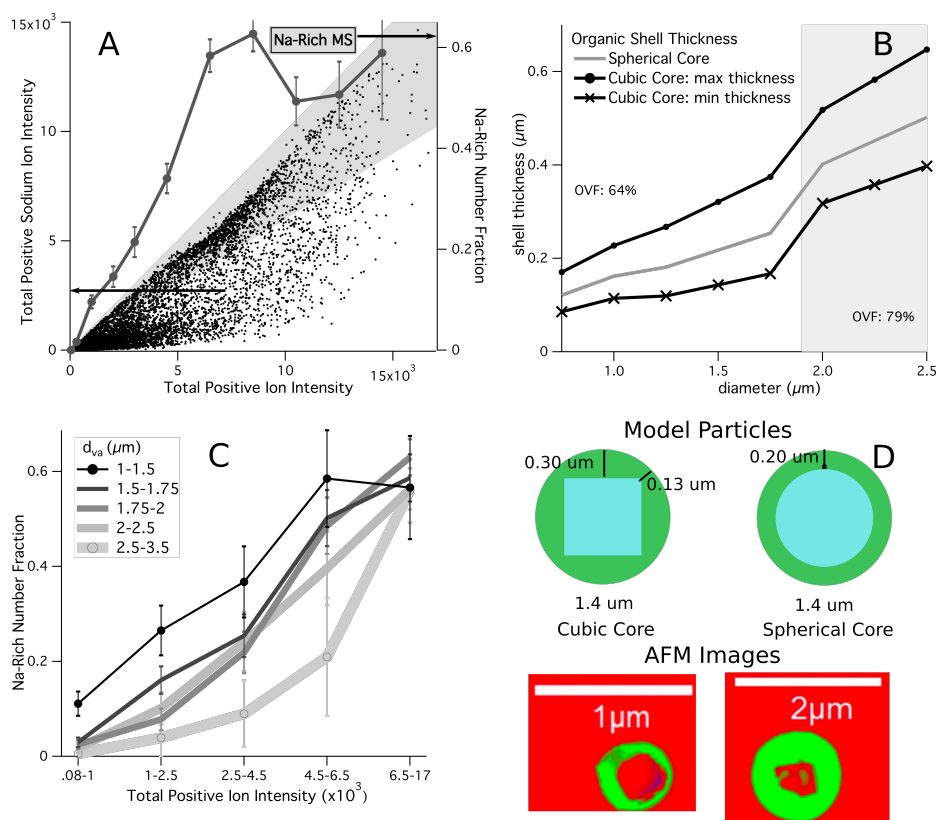 A
Na-Rich MS
15x10³
10
5
0
Total Positive Sodium Ion Intensity
0
5
10
15x10³
Total Positive Ion Intensity
0.6
0.4
0.2
0
Na-Rich Number Fraction
B
Organic Shell Thickness
Spherical Core
Cubic Core: max thickness
Cubic Core: min thickness
OVF: 64%
OVF: 79%
0.6
0.4
0.2
0
shell thickness (µm)
1.0
1.5
2.0
2.5
diameter (µm)
C
dva (µm)
1-1.5
1.5-1.75
1.75-2
2-2.5
2.5-3.5
0.6
0.4
0.2
0
Na-Rich Number Fraction
.08-1
1-2.5
2.5-4.5
4.5-6.5
6.5-17
Total Positive Ion Intensity (x10³)
Model Particles
D
0.30 um
0.13 um
0.20 um
1.4 um
Cubic Core
1.4 um
Spherical Core
AFM Images
1µm
2µm